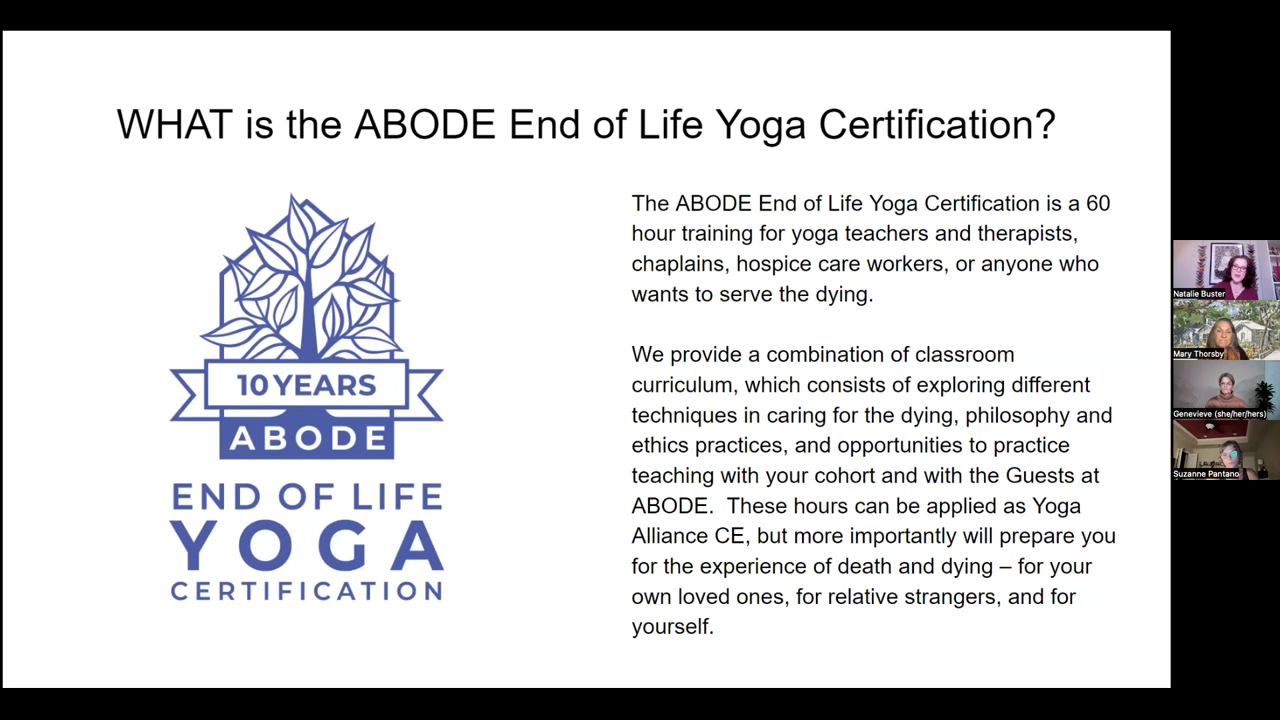 WHAT is the ABODE End of Life Yoga Certification?
10 YEARS
ABODE
END OF LIFE
YOGA
CERTIFICATION
The ABODE End of Life Yoga Certification is a 60
hour training for yoga teachers and therapists,
chaplains, hospice care workers, or anyone who
wants to serve the dying.
We provide a combination of classroom
curriculum, which consists of exploring different
techniques in caring for the dying, philosophy and
ethics practices, and opportunities to practice
teaching with your cohort and with the Guests at
ABODE.  These hours can be applied as Yoga
Alliance CE, but more importantly will prepare you
for the experience of death and dying – for your
own loved ones, for relative strangers, and for
yourself.
Natalie Buster
Mary Thorsby
Genevieve (she/her/hers)
Suzanne Pantano